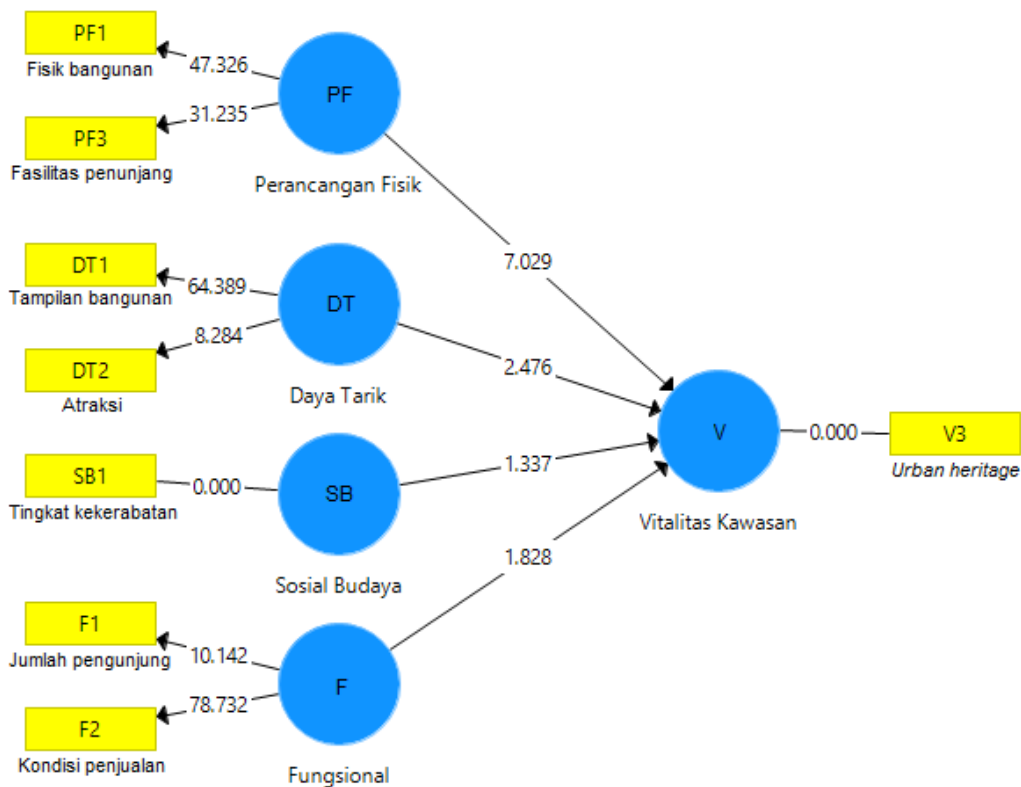 PF1
Fisik bangunan
47.326
31.235
PF3
Fasilitas penunjang
PF
Perancangan Fisik
7.029
DT1
Tampilan bangunan
64.389
8.284
DT2
Atraksi
DT
Daya Tarik
2.476
SB1
Tingkat kekerabatan
0.000
SB
Sosial Budaya
1.337
F1
Jumlah pengunjung
10.142
78.732
F2
Kondisi penjualan
F
Fungsional
1.828
V
Vitalitas Kawasan
0.000
V3
Urban heritage